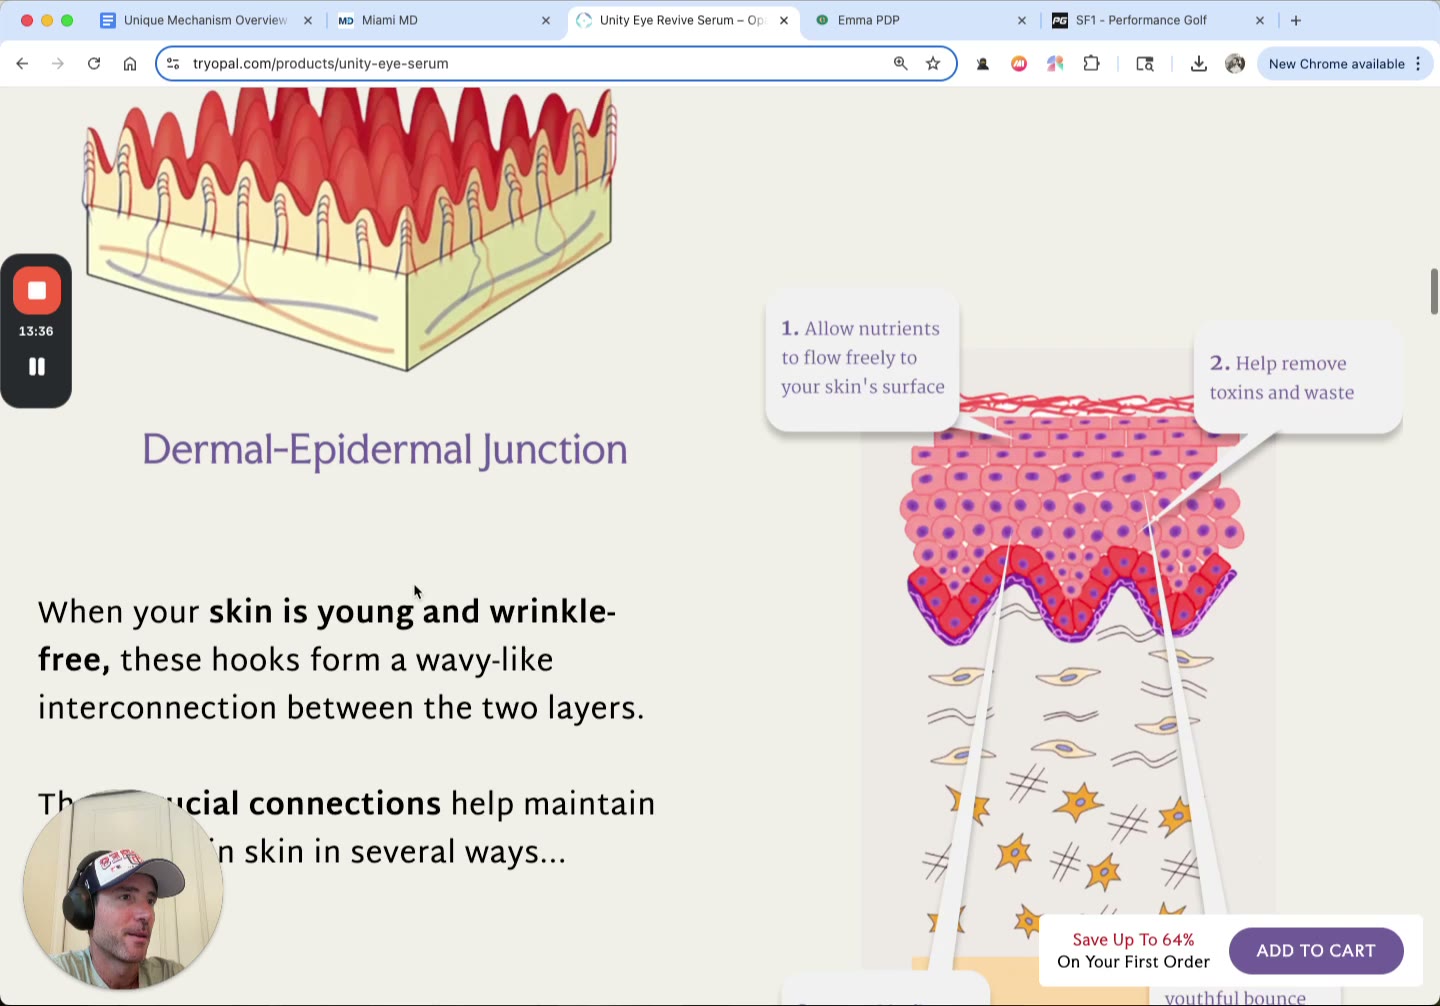 Unique Mechanism Overview
Miami MD
Unity Eye Revive Serum – Op
Emma PDP
SF1 - Performance Golf
tryopal.com/products/unity-eye-serum
New Chrome available
13:36
1. Allow nutrients
to flow freely to
your skin's surface
2. Help remove
toxins and waste
Dermal-Epidermal Junction
When your skin is young and wrinkle-
free, these hooks form a wavy-like
interconnection between the two layers.
connections help maintain
skin in several ways...
Save Up To 64%
On Your First Order
ADD TO CART
youthful bounce